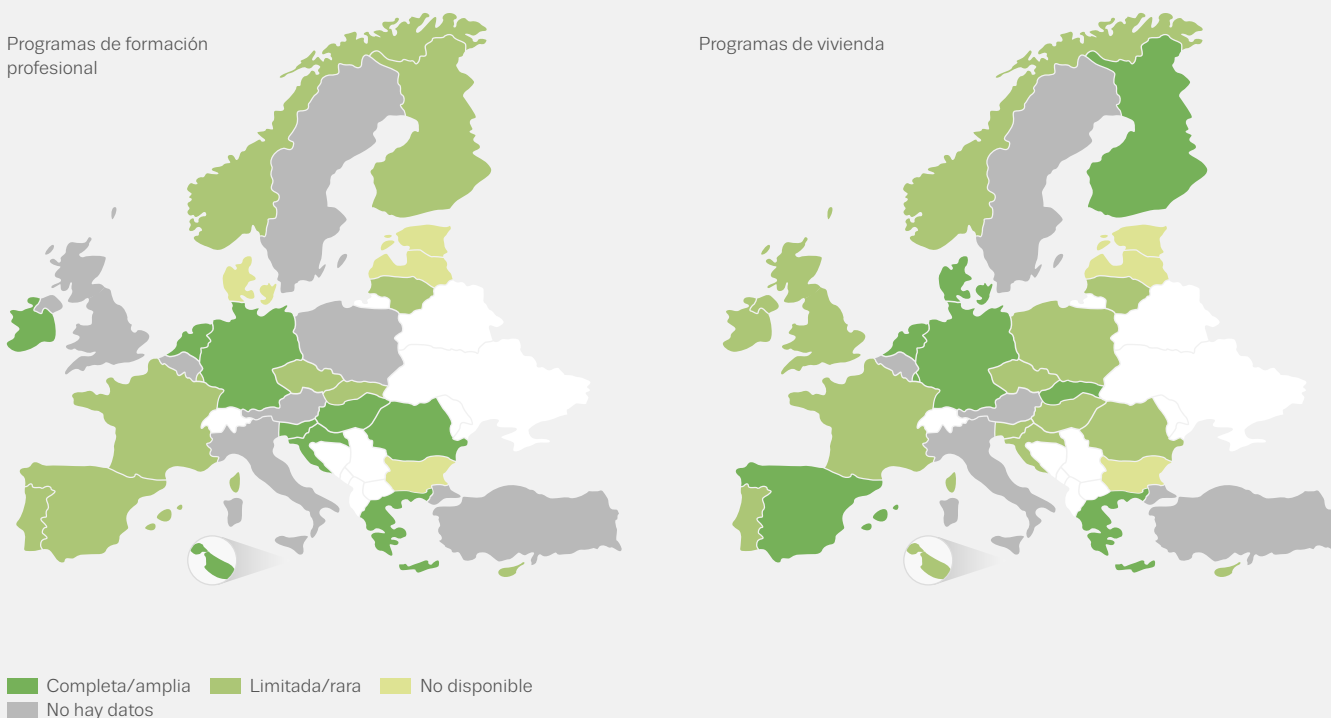 Programas de formación
profesional
Programas de vivienda
Completa/amplia
Limitada/rara
No disponible
No hay datos